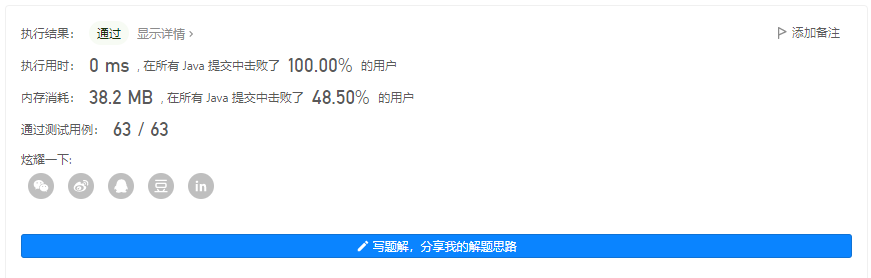 执行结果： 通过 显示详情 › 添加备注
执行用时： 0 ms , 在所有 Java 提交中击败了 100.00% 的用户
内存消耗： 38.2 MB , 在所有 Java 提交中击败了 48.50% 的用户
通过测试用例： 63 / 63
炫耀一下:
豆 in
写题解，分享我的解题思路